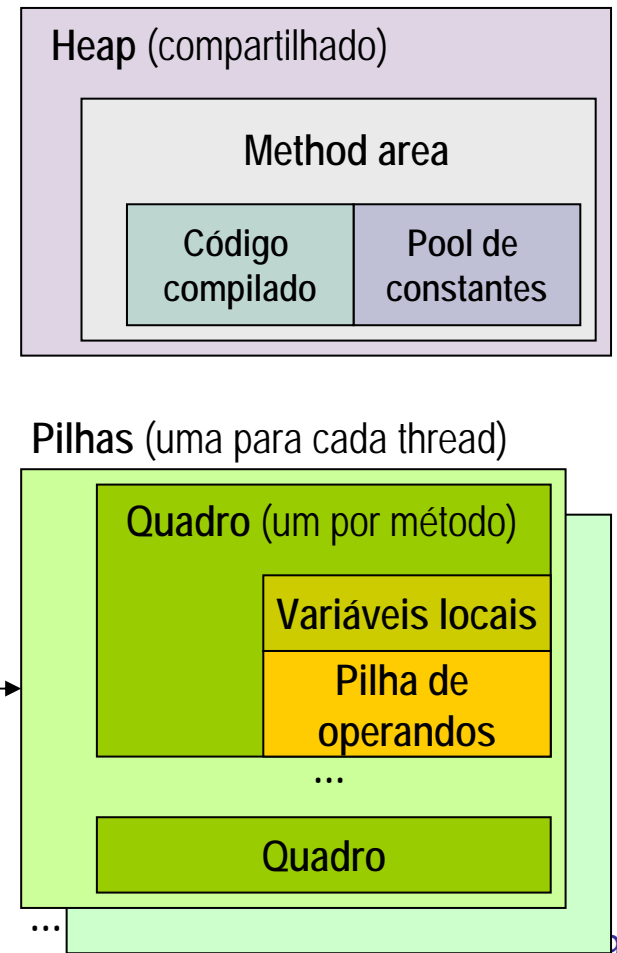 Heap (compartilhado)
Method area
Código
compilado
Pool de
constantes
Pilhas (uma para cada thread)
Quadro (um por método)
Variáveis locais
Pilha de
operandos
...
Quadro
...